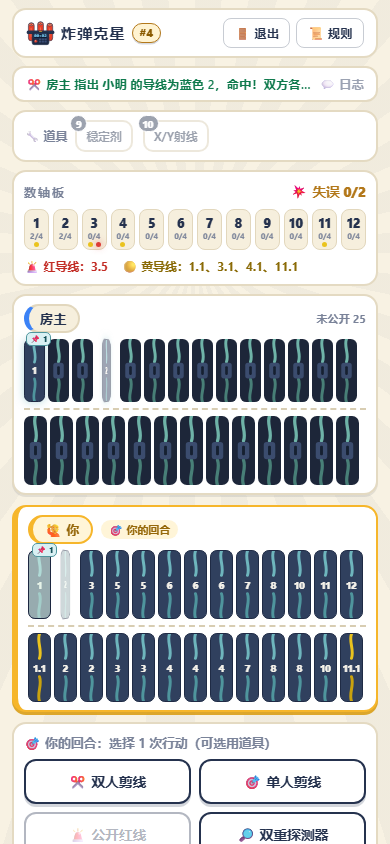 炸弹克星 #4 退出 规则
房主 指出 小明 的导线为蓝色 2，命中！双方各... 日志
道具 9 稳定剂 10 X/Y射线
数轴板 失误 0/2
1 2 3 4 5 6 7 8 9 10 11 12
2/4 2/4 0/4 0/4 0/4 0/4 0/4 0/4 0/4 0/4 0/4 0/4
红导线：3.5 黄导线：1.1、3.1、4.1、11.1
房主 未公开 25
1
1 2
你 你的回合
1
1 2 3 5 5 6 6 6 7 8 10 11 12
1.1 2 2 3 3 4 4 4 7 8 8 10 11.1
你的回合：选择 1 次行动（可选用道具）
双人剪线 单人剪线
公开红线 双重探测器